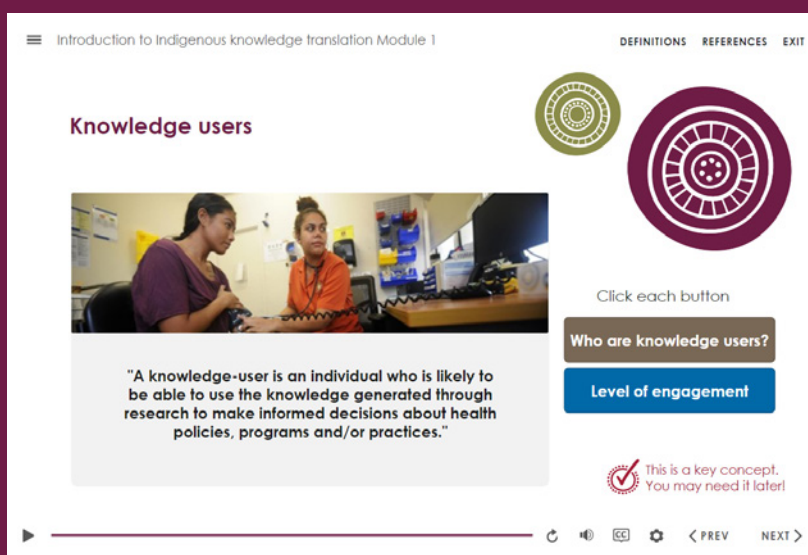 Introduction to Indigenous knowledge translation Module 1
DEFINITIONS REFERENCES EXIT
Knowledge users
"A knowledge-user is an individual who is likely to
be able to use the knowledge generated through
research to make informed decisions about health
policies, programs and/or practices."
Click each button
Who are knowledge users?
Level of engagement
This is a key concept.
You may need it later!
CC
PREV NEXT